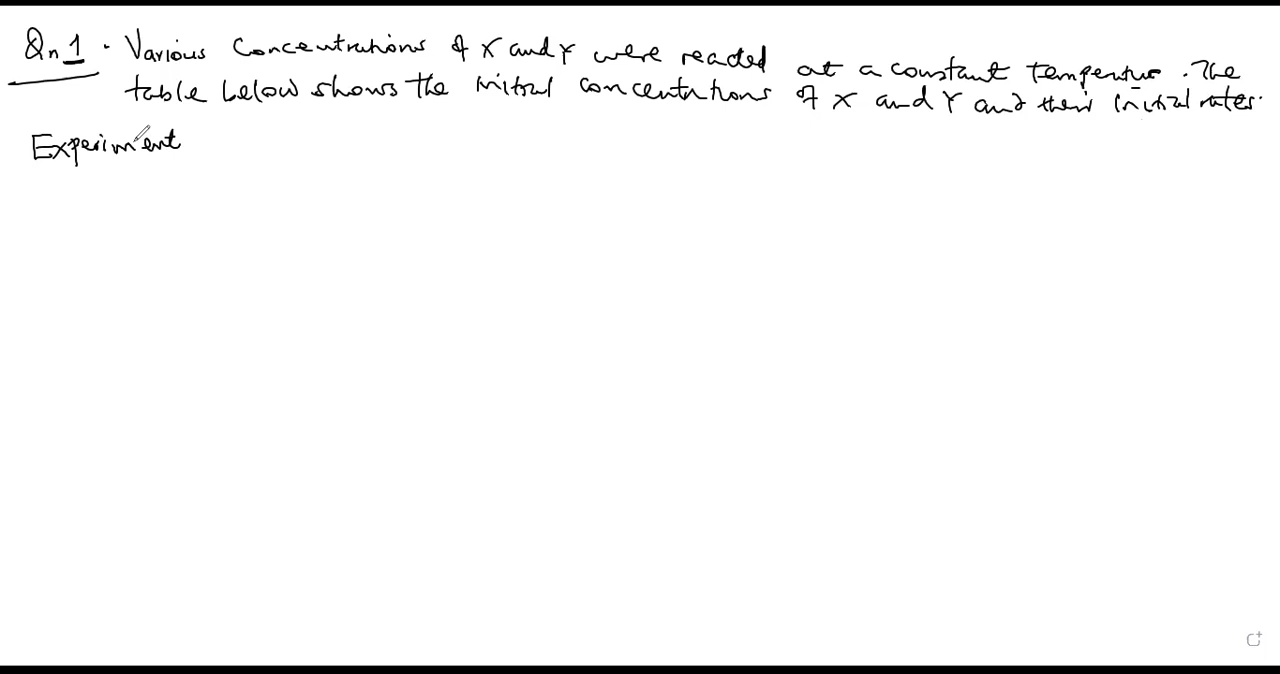 Qn 1. Various Concentrations of X and Y were reacted at a constant temperature. The
table below shows the initial concentrations of X and Y and their initial rates.
Experiment